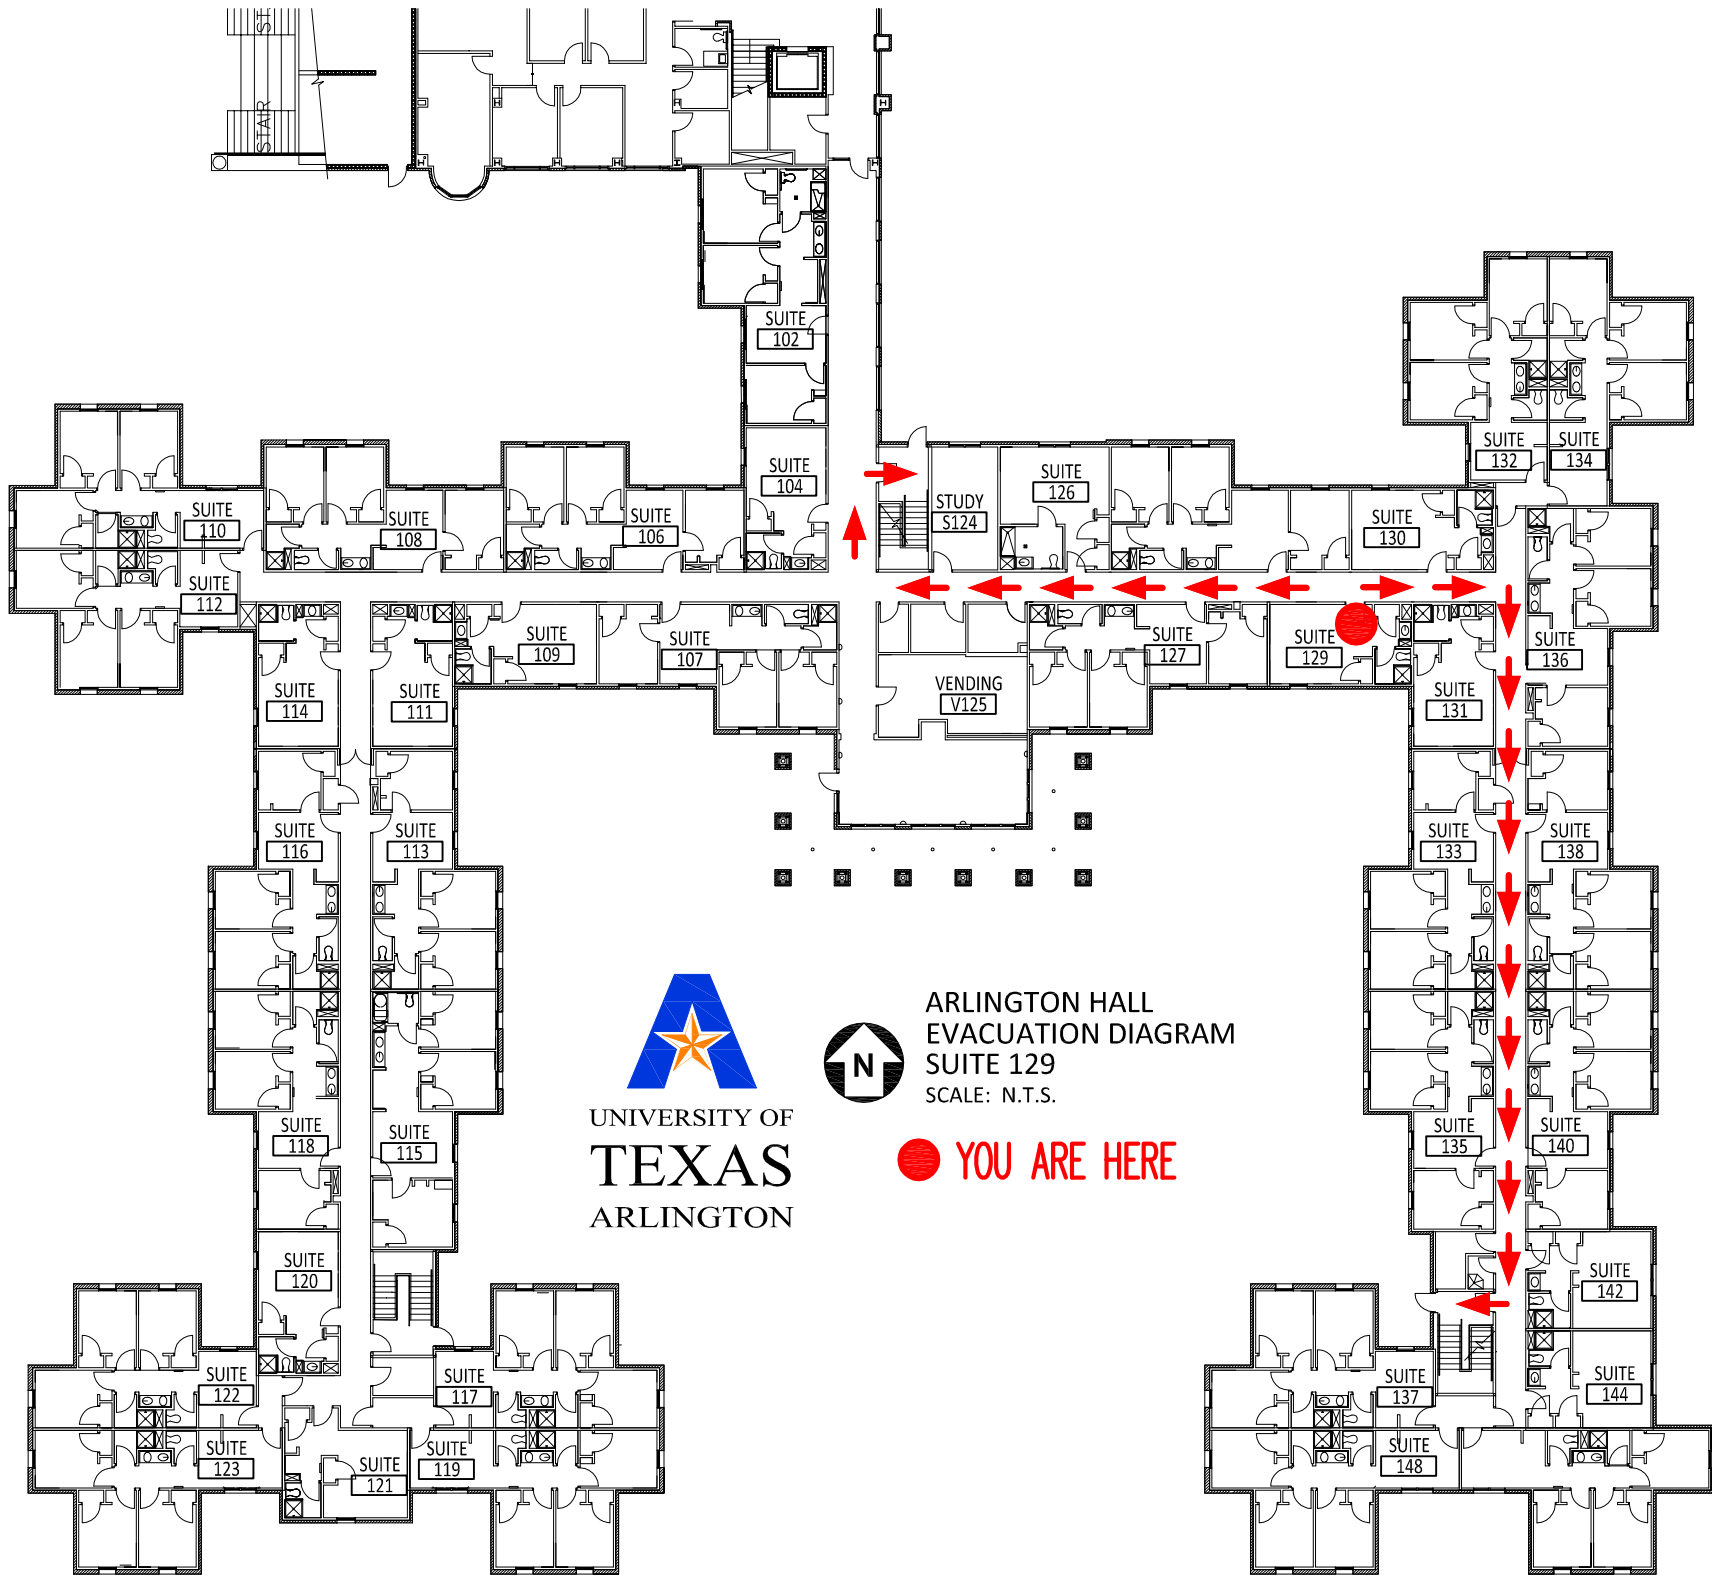 STAIR
SUITE
102
SUITE
104
STUDY
S124
SUITE
126
SUITE
130
SUITE
132
SUITE
134
SUITE
110
SUITE
108
SUITE
106
SUITE
112
SUITE
109
SUITE
107
SUITE
127
SUITE
129
SUITE
136
SUITE
114
SUITE
111
VENDING
V125
SUITE
131
SUITE
116
SUITE
113
SUITE
133
SUITE
138
SUITE
118
SUITE
115
SUITE
135
SUITE
140
SUITE
120
SUITE
142
SUITE
122
SUITE
117
SUITE
137
SUITE
144
SUITE
123
SUITE
121
SUITE
119
SUITE
148
UNIVERSITY OF
TEXAS
ARLINGTON
N
ARLINGTON HALL
EVACUATION DIAGRAM
SUITE 129
SCALE: N.T.S.
YOU ARE HERE